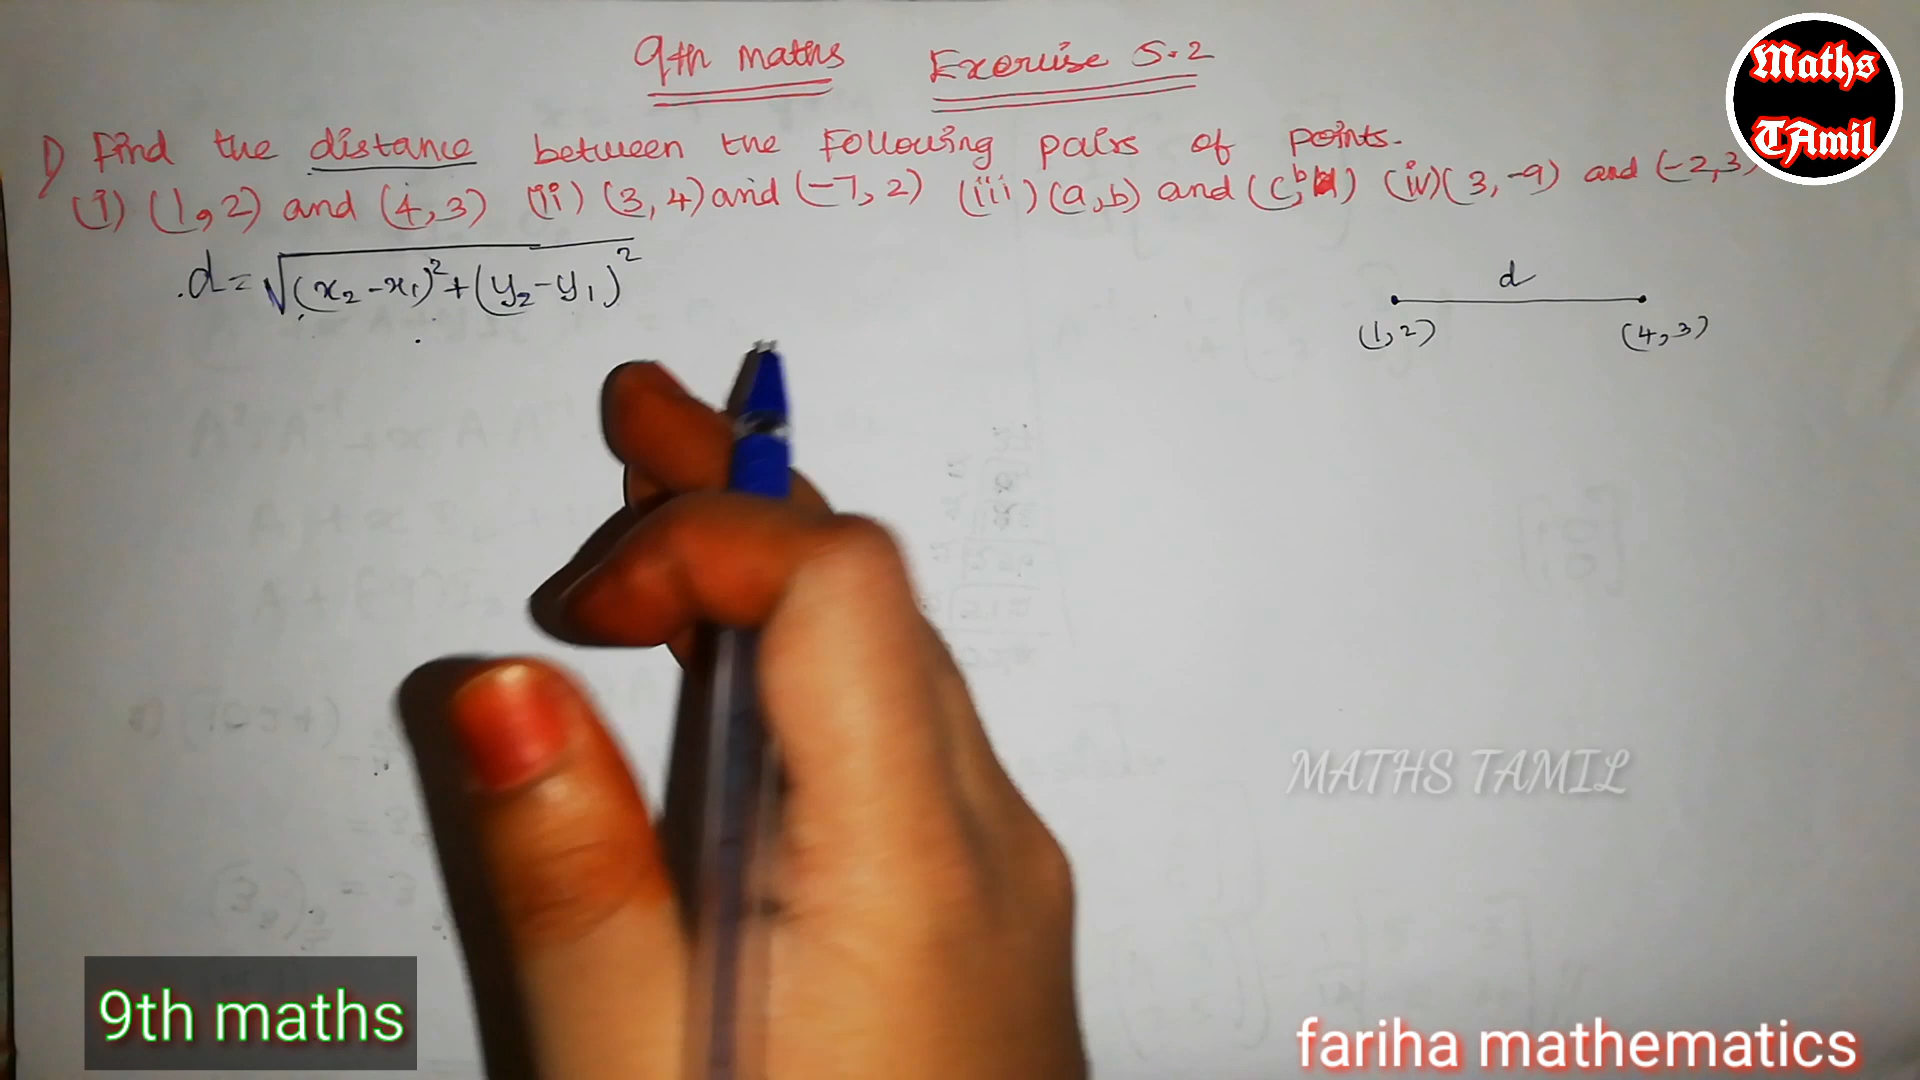 9th maths Exercise 5.2
Maths
TAmil
1) Find the distance between the Following pairs of points.
(i) (1, 2) and (4, 3) (ii) (3, 4) and (-7, 2) (iii) (a, b) and (c, b) (iv) (3, -9) and (-2, 3)
d = √(x₂ - x₁)² + (y₂ - y₁)²
d
(1, 2) (4, 3)
MATHS TAMIL
9th maths
fariha mathematics